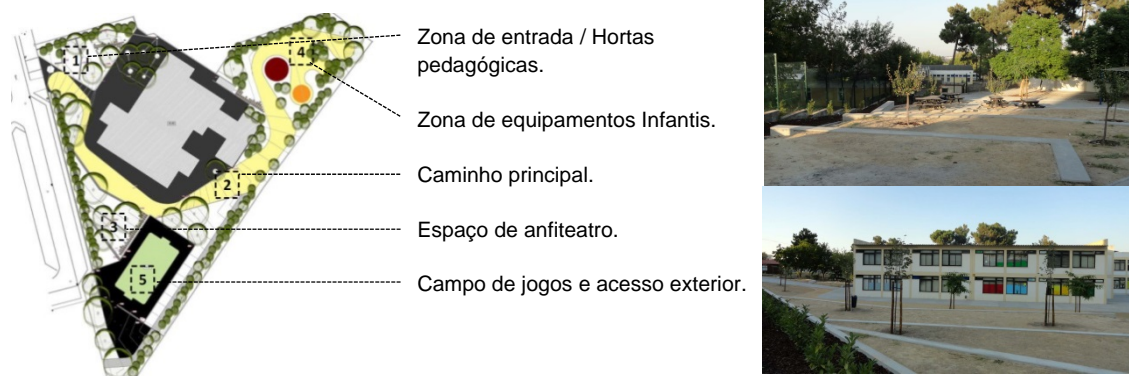 1
4
2
3
5
Zona de entrada / Hortas
pedagógicas.
Zona de equipamentos Infantis.
Caminho principal.
Espaço de anfiteatro.
Campo de jogos e acesso exterior.